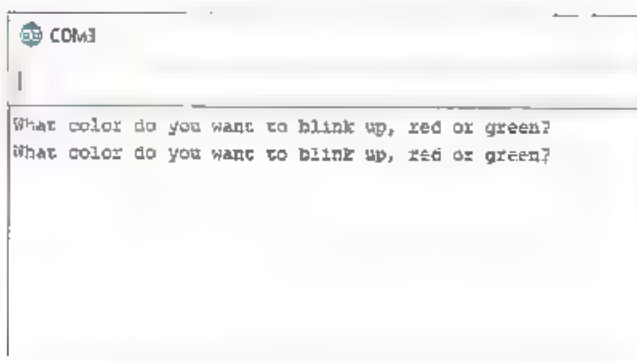 COM3
What color do you want to blink up, red or green?
What color do you want to blink up, red or green?